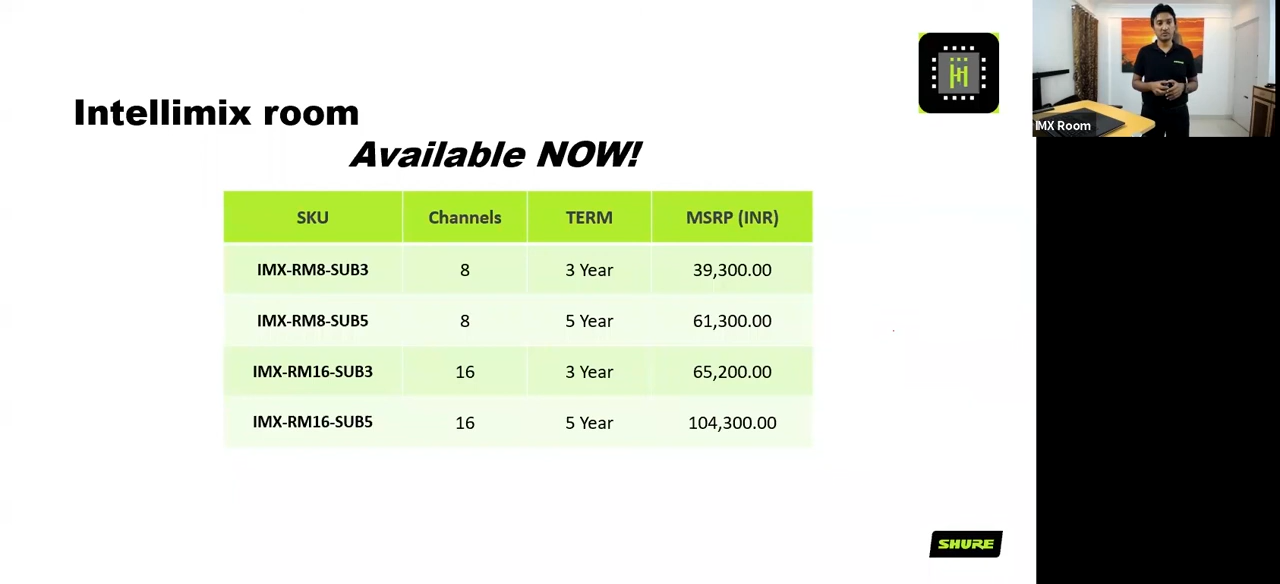 Intellimix room
Available NOW!
SKU Channels TERM MSRP (INR)
IMX-RM8-SUB3 8 3 Year 39,300.00
IMX-RM8-SUB5 8 5 Year 61,300.00
IMX-RM16-SUB3 16 3 Year 65,200.00
IMX-RM16-SUB5 16 5 Year 104,300.00
SHURE
IMX Room